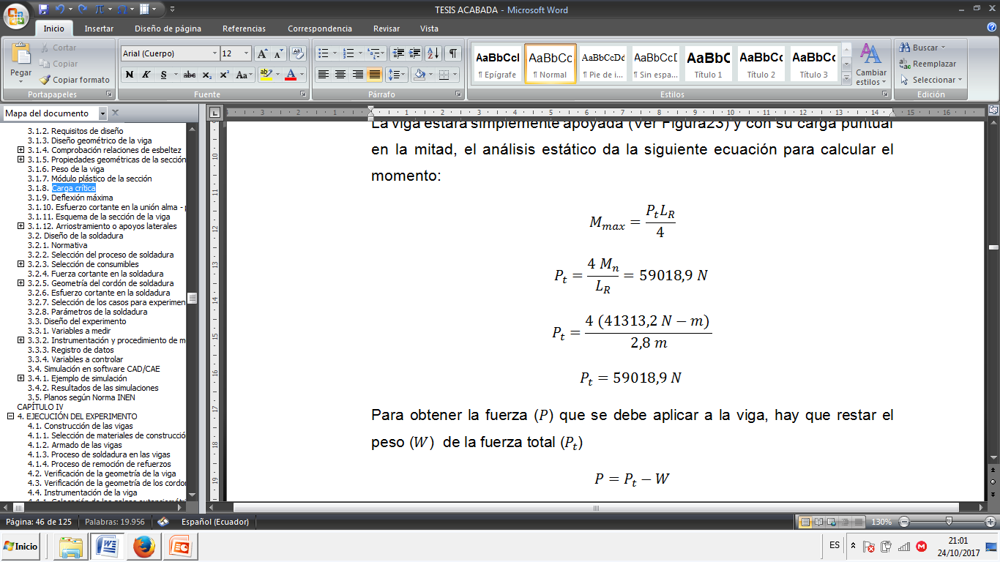 TESIS ACABADA - Microsoft Word
Inicio Insertar Diseño de página Referencias Correspondencia Revisar Vista
Pegar
Cortar
Copiar
Copiar formato
Portapapeles
Arial (Cuerpo) 12
N K S abc x₂ x² Aa
Fuente
Párrafo
AaBbCcI AaBbCc AaBbCcDd AaBbCcD AaBbC AaBbCc AaBbCc
¶ Epígrafe ¶ Normal ¶ Pie de i... ¶ Sin espa... Título 1 Título 2 Título 3
Cambiar estilos
Estilos
Buscar
Reemplazar
Seleccionar
Edición
Mapa del documento
3.1.2. Requisitos de diseño
3.1.3. Diseño geométrico de la viga
3.1.4. Comprobación relaciones de esbeltez
3.1.5. Propiedades geométricas de la sección
3.1.6. Peso de la viga
3.1.7. Módulo plástico de la sección
3.1.8. Carga crítica
3.1.9. Deflexión máxima
3.1.10. Esfuerzo cortante en la unión alma - p
3.1.11. Esquema de la sección de la viga
3.1.12. Arriostramiento o apoyos laterales
3.2. Diseño de la soldadura
3.2.1. Normativa
3.2.2. Selección del proceso de soldadura
3.2.3. Selección de consumibles
3.2.4. Fuerza cortante en la soldadura
3.2.5. Geometría del cordón de soldadura
3.2.6. Esfuerzo cortante en la soldadura
3.2.7. Selección de los casos para experimen
3.2.8. Parámetros de la soldadura
3.3. Diseño del experimento
3.3.1. Variables a medir
3.3.2. Instrumentación y procedimiento de m
3.3.3. Registro de datos
3.3.4. Variables a controlar
3.4. Simulación en software CAD/CAE
3.4.1. Ejemplo de simulación
3.4.2. Resultados de las simulaciones
3.5. Planos según Norma INEN
CAPÍTULO IV
4. EJECUCIÓN DEL EXPERIMENTO
4.1. Construcción de las vigas
4.1.1. Selección de materiales de construcció
4.1.2. Armado de las vigas
4.1.3. Proceso de soldadura en las vigas
4.1.4. Proceso de remoción de refuerzos
4.2. Verificación de la geometría de la viga
4.3. Verificación de la geometría de los cordor
4.4. Instrumentación de la viga
La viga estará simplemente apoyada (Ver Figura23) y con su carga puntual
en la mitad, el análisis estático da la siguiente ecuación para calcular el
momento:
M_max = P_t L_R / 4
P_t = 4 M_n / L_R = 59018,9 N
P_t = 4 (41313,2 N − m) / 2,8 m
P_t = 59018,9 N
Para obtener la fuerza (P) que se debe aplicar a la viga, hay que restar el
peso (W) de la fuerza total (P_t)
P = P_t − W
Página: 46 de 125 Palabras: 19.956 Español (Ecuador) 130%
Inicio ES 21:01
24/10/2017